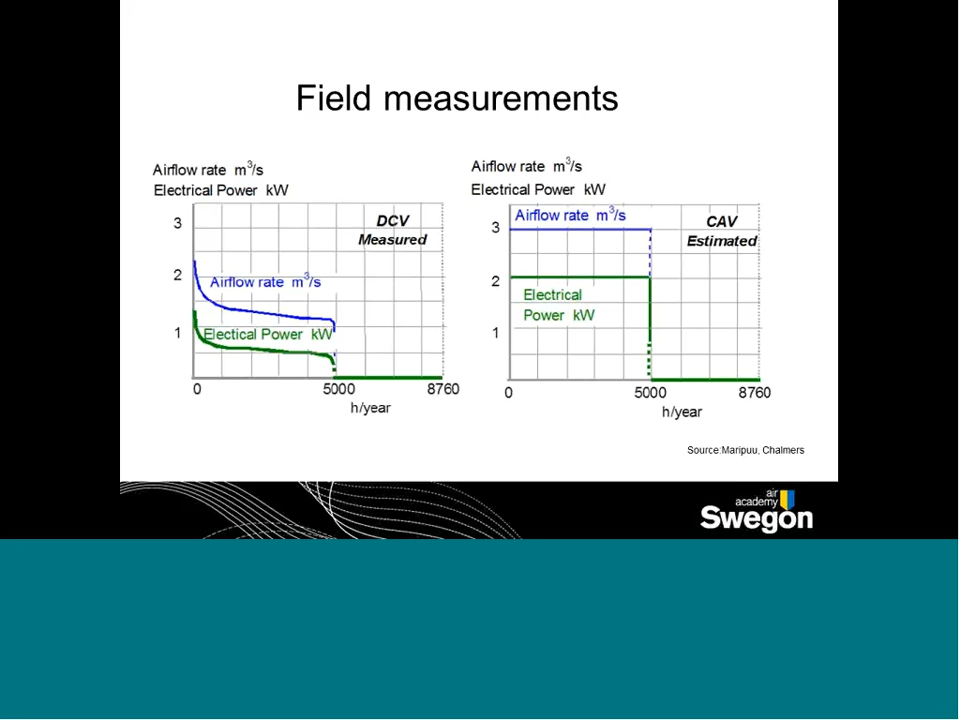 Field measurements
Airflow rate m³/s
Electrical Power kW
3
2
1
DCV
Measured
Airflow rate m³/s
Electical Power kW
0
5000
8760
h/year
Airflow rate m³/s
Electrical Power kW
3
2
1
Airflow rate m³/s
CAV
Estimated
Electrical
Power kW
0
5000
8760
h/year
Source:Maripuu, Chalmers
air
academy
Swegon